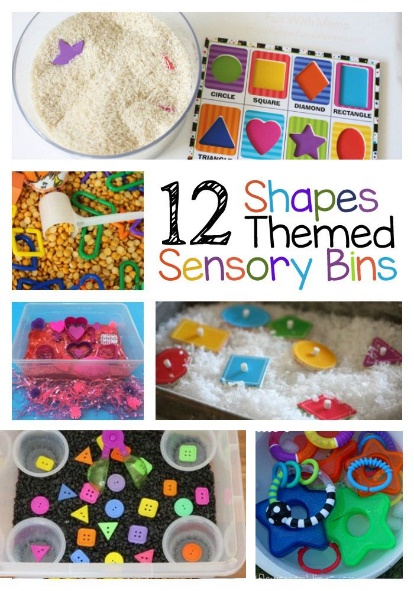 CIRCLE
SQUARE
DIAMOND
RECTANGLE
TRIANGLE
12 Shapes
Themed
Sensory Bins